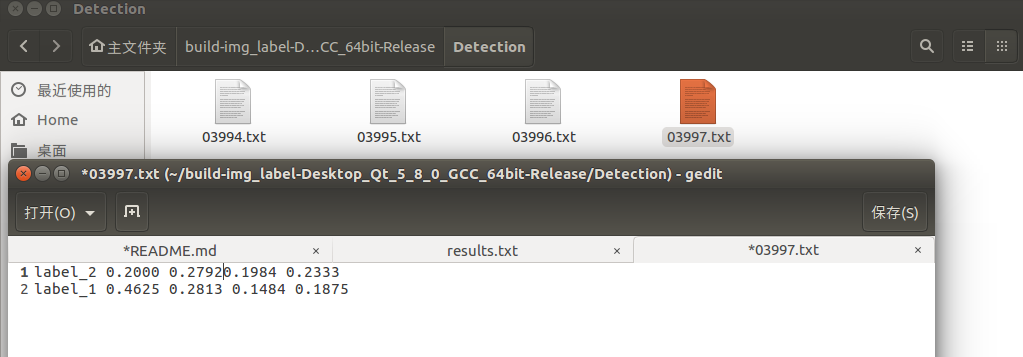 Detection
主文件夹 build-img_label-D…CC_64bit-Release Detection
最近使用的
Home
桌面
03994.txt 03995.txt 03996.txt 03997.txt
*03997.txt (~/build-img_label-Desktop_Qt_5_8_0_GCC_64bit-Release/Detection) - gedit
打开(O) 保存(S)
*README.md × results.txt × *03997.txt ×
1 label_2 0.2000 0.2792 0.1984 0.2333
2 label_1 0.4625 0.2813 0.1484 0.1875